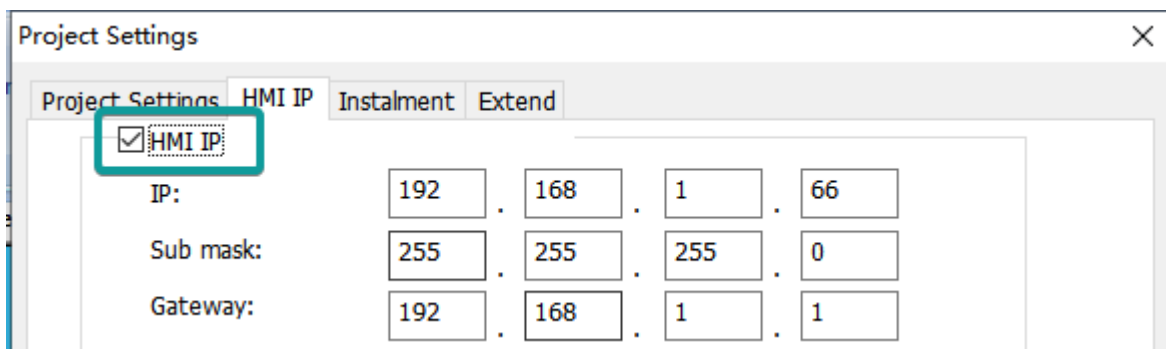 Project Settings
Project Settings HMI IP Instalment Extend
HMI IP
IP: 192 . 168 . 1 . 66
Sub mask: 255 . 255 . 255 . 0
Gateway: 192 . 168 . 1 . 1